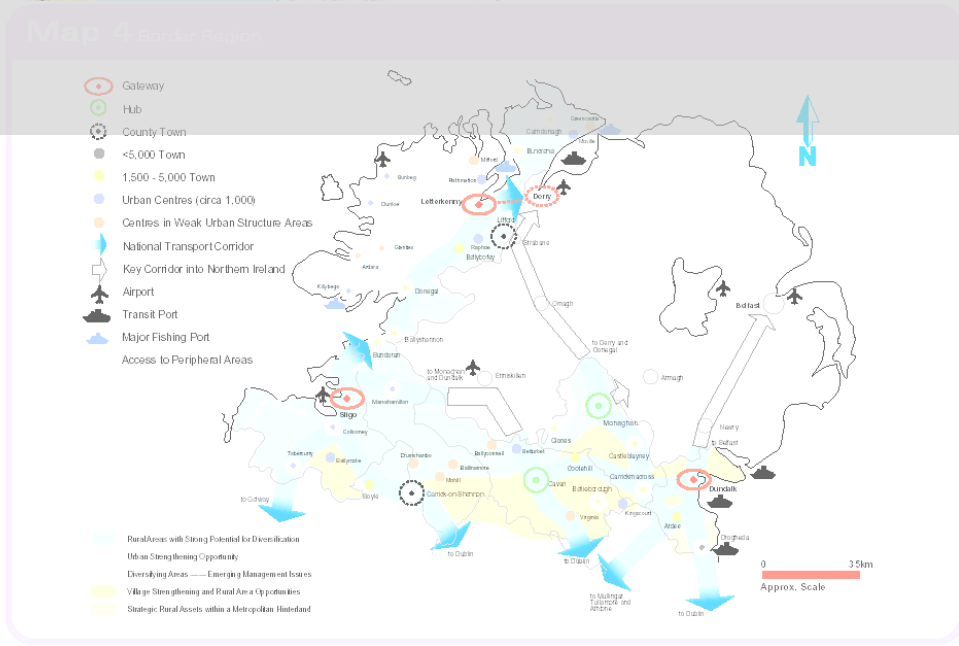 Map 4 Border Region
Gateway
Hub
County Town
<5,000 Town
1,500 - 5,000 Town
Urban Centres (circa 1,000)
Centres in Weak Urban Structure Areas
National Transport Corridor
Key Corridor into Northern Ireland
Airport
Transit Port
Major Fishing Port
Access to Peripheral Areas
N
Carndonagh
Moville
Buncrana
Milford
Bunbeg
Letterkenny
Derry
Lifford
Strabane
Raphoe
Ballybofey
Glenties
Ardara
Killybegs
Donegal
Omagh
Belfast
Ballyshannon
Bundoran
to Derry and
Donegal
to Monaghan
and Dundalk
Enniskillen
Armagh
Manorhamilton
Sligo
Monaghan
Newry
to Belfast
Collooney
Clones
Castleblayney
Tobercurry
Ballymote
Drumshanbo
Ballinamore
Ballyconnell
Belturbet
Cootehill
Carrickmacross
Mohill
Cavan
Bailieborough
Dundalk
to Galway
Boyle
Carrick-on-Shannon
Virginia
Kingscourt
Ardee
Drogheda
to Dublin
to Dublin
to Mullingar,
Tullamore and
Athlone
to Dublin
0 35km
Approx. Scale
Rural Areas with Strong Potential for Diversification
Urban Strengthening Opportunity
Diversifying Areas —— Emerging Management Issues
Village Strengthening and Rural Area Opportunities
Strategic Rural Assets within a Metropolitan Hinterland